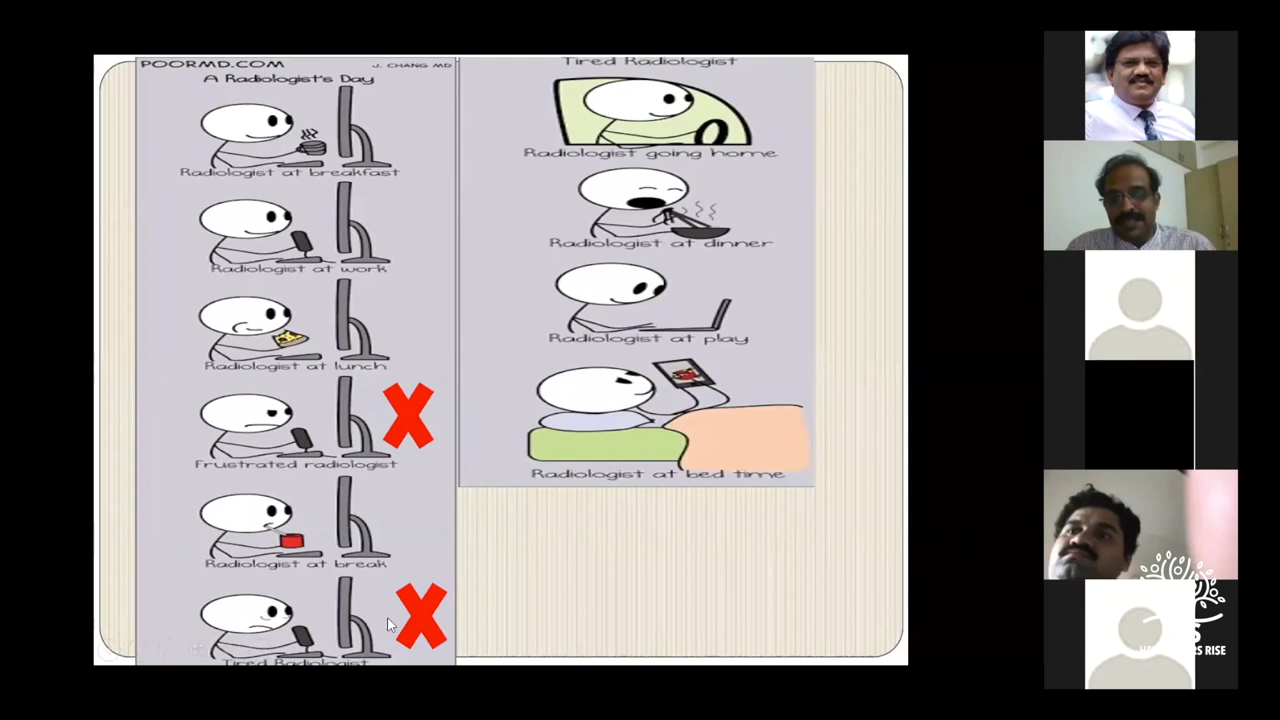 POORMD.COM
J. CHANG MD
A Radiologist's Day
Radiologist at breakfast
Radiologist at work
Radiologist at lunch
Frustrated radiologist
Radiologist at break
Tired Radiologist
Tired Radiologist
Radiologist going home
Radiologist at dinner
Radiologist at play
Radiologist at bed time
RISE